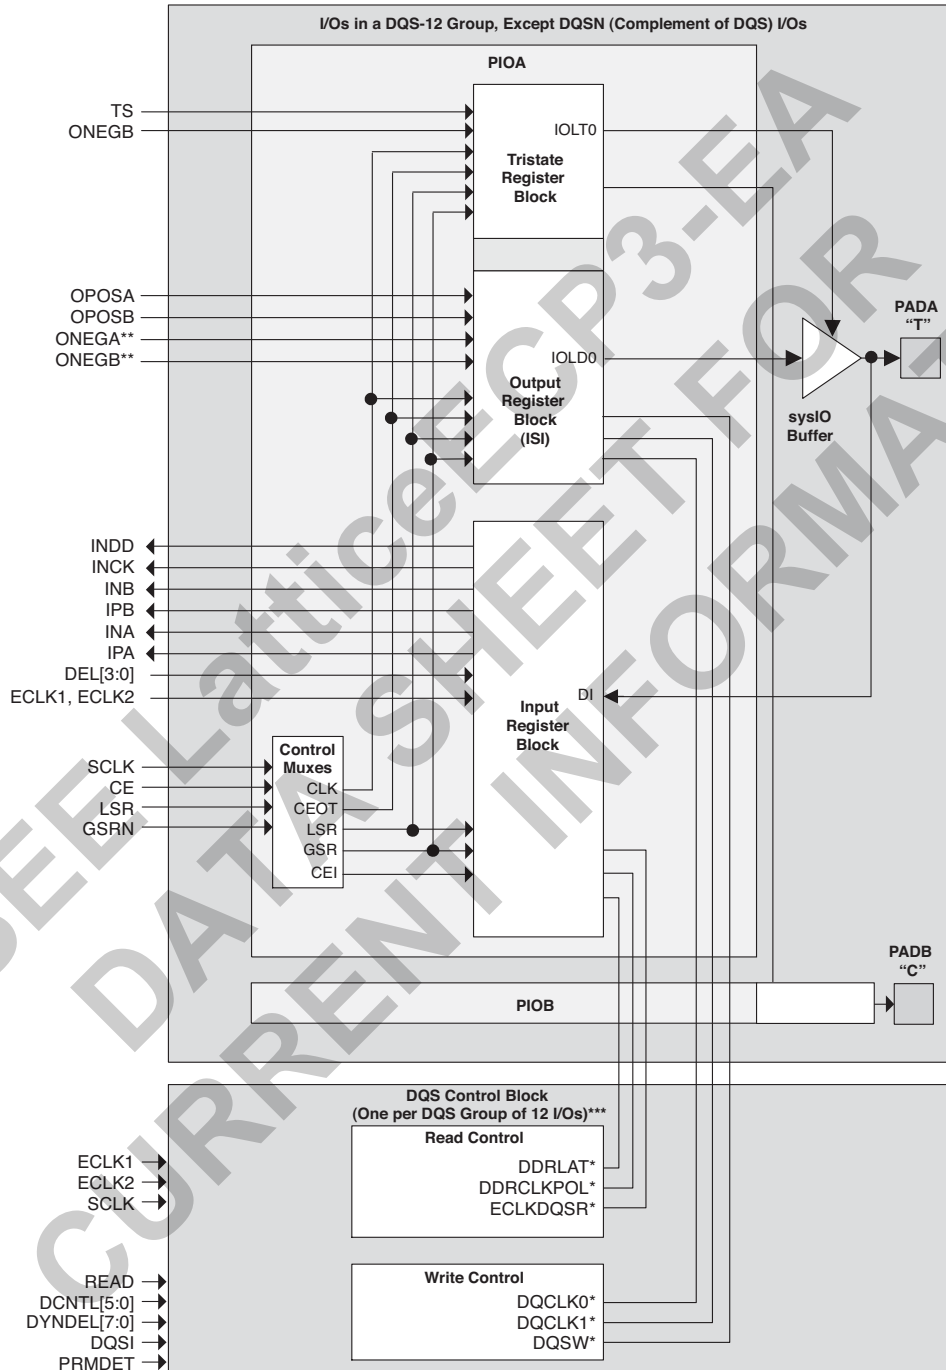 I/Os in a DQS-12 Group, Except DQSN (Complement of DQS) I/Os
PIOA
TS
ONEGB
IOLT0
Tristate
Register
Block
OPOSA
OPOSB
ONEGA**
ONEGB**
IOLD0
Output
Register
Block
(ISI)
PADA
“T”
sysIO
Buffer
INDD
INCK
INB
IPB
INA
IPA
DEL[3:0]
ECLK1, ECLK2
DI
Input
Register
Block
SCLK
CE
LSR
GSRN
Control
Muxes
CLK
CEOT
LSR
GSR
CEI
PADB
“C”
PIOB
DQS Control Block
(One per DQS Group of 12 I/Os)***
Read Control
ECLK1
ECLK2
SCLK
DDRLAT*
DDRCLKPOL*
ECLKDQSR*
Write Control
READ
DCNTL[5:0]
DYNDEL[7:0]
DQSI
PRMDET
DQCLK0*
DQCLK1*
DQSW*
SEE LatticeECP3-EA
DATA SHEET FOR
CURRENT INFORMA